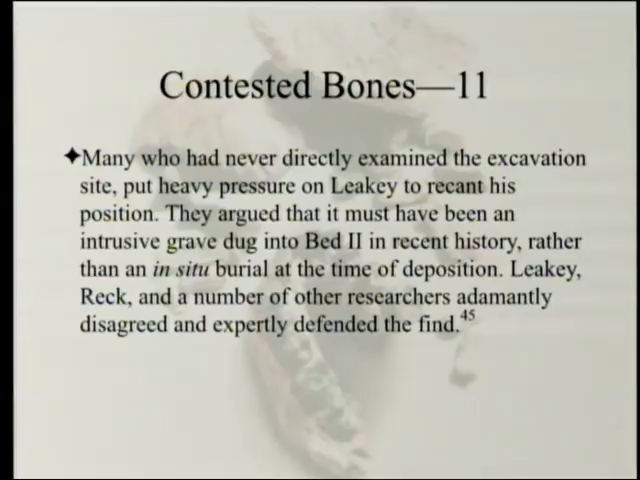 Contested Bones—11
✦Many who had never directly examined the excavation
site, put heavy pressure on Leakey to recant his
position. They argued that it must have been an
intrusive grave dug into Bed II in recent history, rather
than an in situ burial at the time of deposition. Leakey,
Reck, and a number of other researchers adamantly
disagreed and expertly defended the find.45